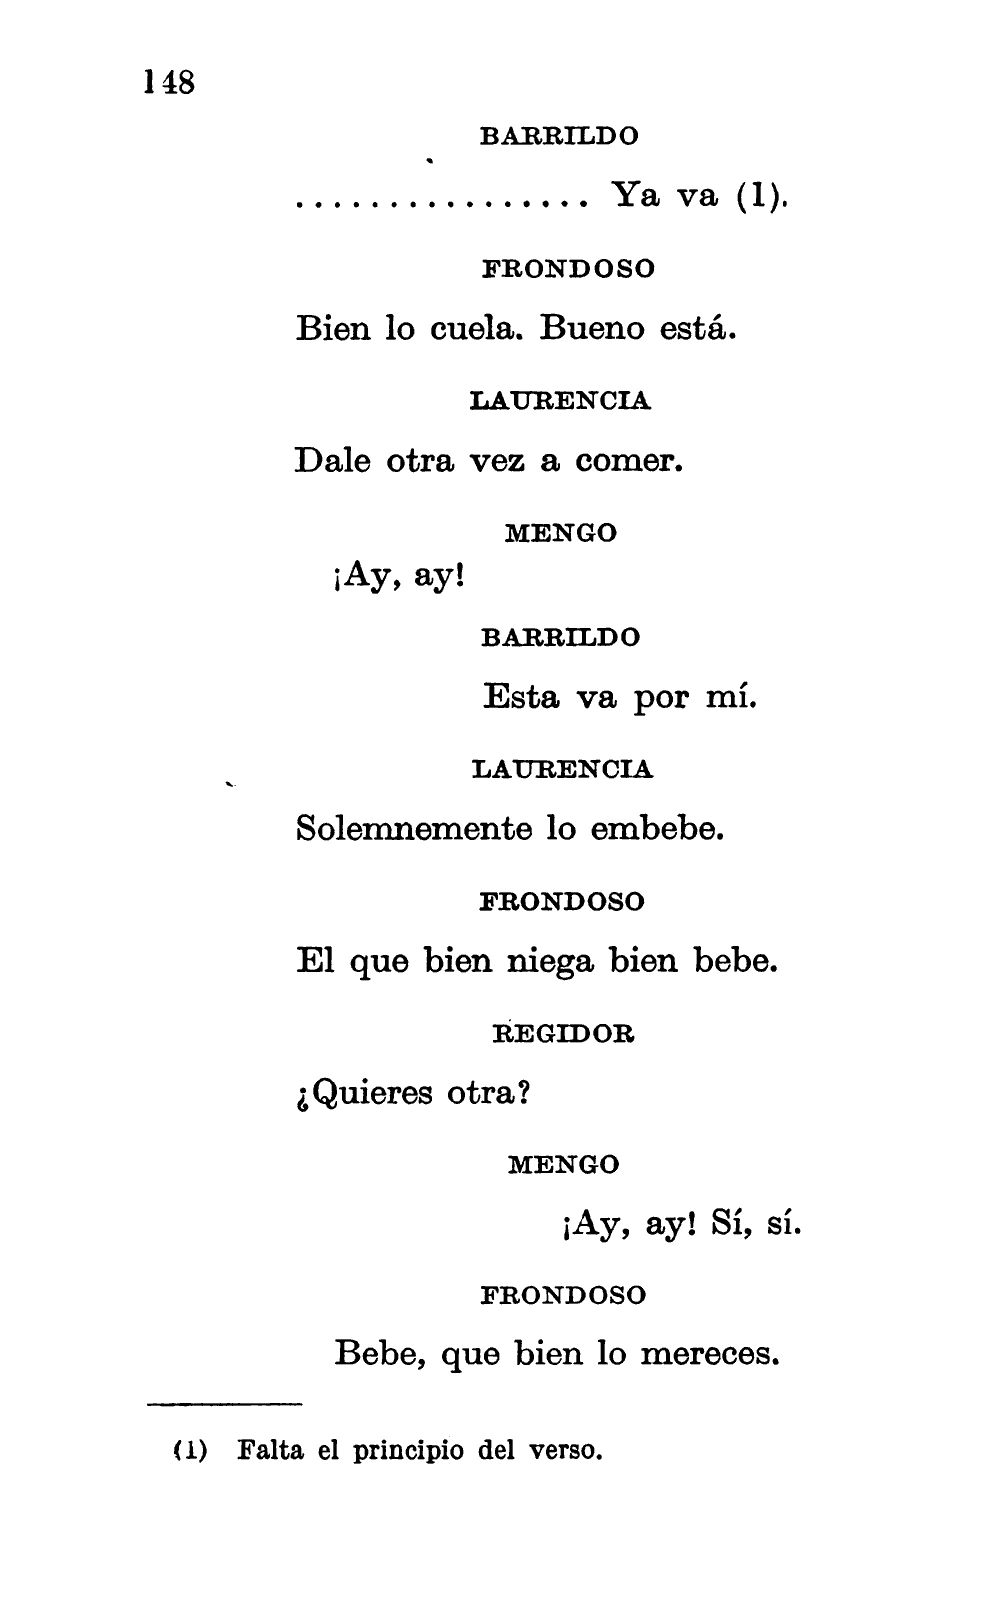 148
BARRILDO
................ Ya va (1).
FRONDOSO
Bien lo cuela. Bueno está.
LAURENCIA
Dale otra vez a comer.
MENGO
¡Ay, ay!
BARRILDO
Esta va por mí.
LAURENCIA
Solemnemente lo embebe.
FRONDOSO
El que bien niega bien bebe.
REGIDOR
¿Quieres otra?
MENGO
¡Ay, ay! Sí, sí.
FRONDOSO
Bebe, que bien lo mereces.
(1) Falta el principio del verso.